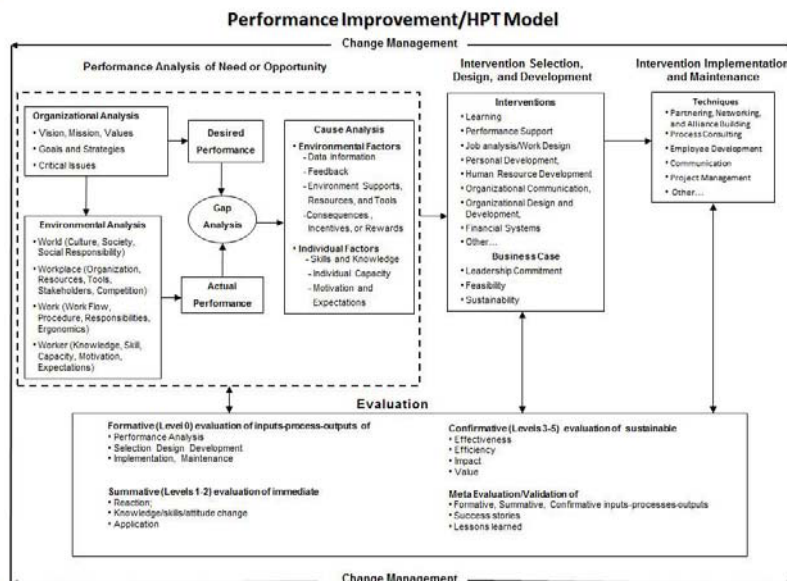 Performance Improvement/HPT Model
Change Management
Performance Analysis of Need or Opportunity
Organizational Analysis
• Vision, Mission, Values
• Goals and Strategies
• Critical Issues
Environmental Analysis
• World (Culture, Society,
Social Responsibility)
• Workplace (Organization,
Resources, Tools,
Stakeholders, Competition)
• Work (Work Flow,
Procedure, Responsibilities,
Ergonomics)
• Worker (Knowledge, Skill,
Capacity, Motivation,
Expectations)
Desired
Performance
Gap
Analysis
Actual
Performance
Cause Analysis
• Environmental Factors
- Data Information
- Feedback
- Environment Supports,
Resources, and Tools
- Consequences,
Incentives, or Rewards
• Individual Factors
- Skills and Knowledge
- Individual Capacity
- Motivation and
Expectations
Intervention Selection,
Design, and Development
Interventions
• Learning
• Performance Support
• Job analysis/Work Design
• Personal Development,
• Human Resource Development
• Organizational Communication,
• Organizational Design and
Development,
• Financial Systems
• Other...
Business Case
• Leadership Commitment
• Feasibility
• Sustainability
Intervention Implementation
and Maintenance
Techniques
• Partnering, Networking,
and Alliance Building
• Process Consulting
• Employee Development
• Communication
• Project Management
• Other...
Evaluation
Formative (Level 0) evaluation of inputs-process-outputs of
• Performance Analysis
• Selection Design Development
• Implementation, Maintenance
Summative (Levels 1-2) evaluation of immediate
• Reaction;
• Knowledge/skills/attitude change
• Application
Confirmative (Levels 3-5) evaluation of sustainable
• Effectiveness
• Efficiency
• Impact
• Value
Meta Evaluation/Validation of
• Formative, Summative, Confirmative inputs-processes-outputs
• Success stories
• Lessons learned
Change Management